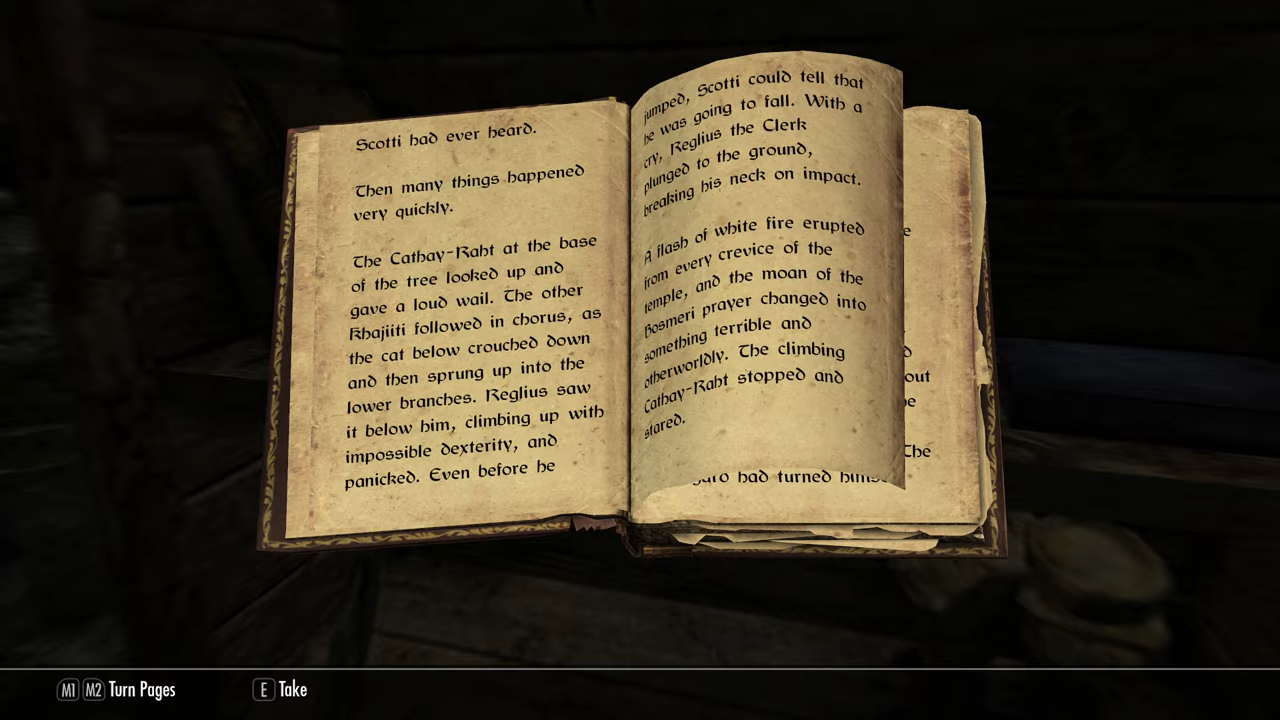 Scotti had ever heard.
Then many things happened
very quickly.
The Cathay-Raht at the base
of the tree looked up and
gave a loud wail. The other
Khajiiti followed in chorus, as
the cat below crouched down
and then sprung up into the
lower branches. Reglius saw
it below him, climbing up with
impossible dexterity, and
panicked. Even before he
jumped, Scotti could tell that
he was going to fall. With a
cry, Reglius the Clerk
plunged to the ground,
breaking his neck on impact.
A flash of white fire erupted
from every crevice of the
temple, and the moan of the
Bosmeri prayer changed into
something terrible and
otherworldly. The climbing
Cathay-Raht stopped and
stared.
had turned
The
M1 M2 Turn Pages
E Take